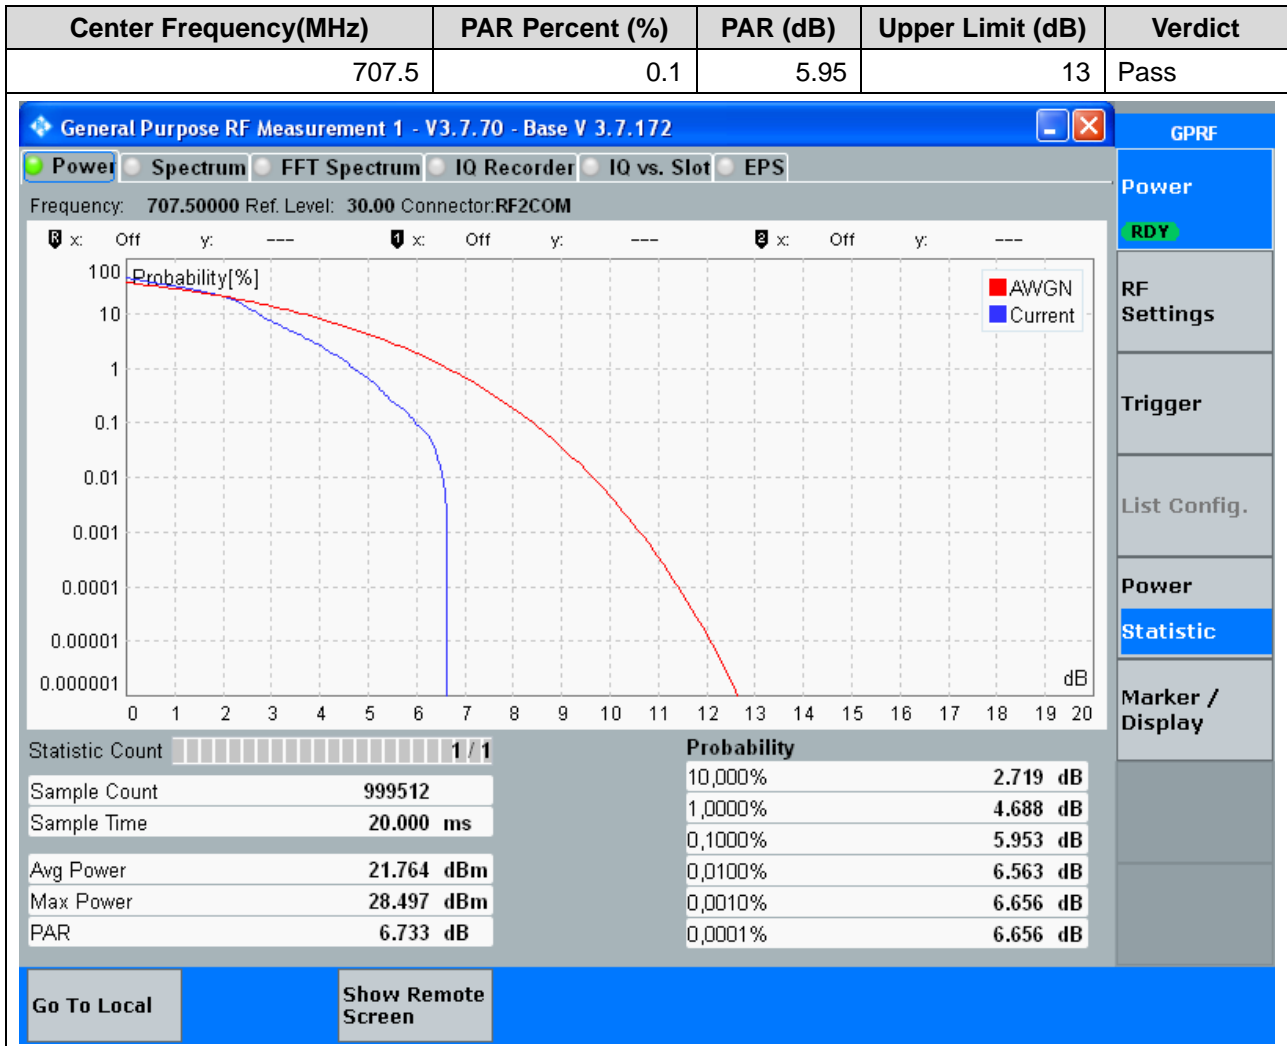 Center Frequency(MHz) PAR Percent (%) PAR (dB) Upper Limit (dB) Verdict
707.5 0.1 5.95 13 Pass
General Purpose RF Measurement 1 - V3.7.70 - Base V 3.7.172
GPRF
Power Spectrum FFT Spectrum IQ Recorder IQ vs. Slot EPS
Frequency: 707.50000 Ref. Level: 30.00 Connector:RF2COM
R x: Off y: --- 1 x: Off y: --- 2 x: Off y: ---
Probability[%]
100
10
1
0.1
0.01
0.001
0.0001
0.00001
0.000001
AWGN
Current
dB
0 1 2 3 4 5 6 7 8 9 10 11 12 13 14 15 16 17 18 19 20
Statistic Count 1 / 1
Sample Count 999512
Sample Time 20.000 ms
Avg Power 21.764 dBm
Max Power 28.497 dBm
PAR 6.733 dB
Probability
10,000% 2.719 dB
1,0000% 4.688 dB
0,1000% 5.953 dB
0,0100% 6.563 dB
0,0010% 6.656 dB
0,0001% 6.656 dB
Power
RDY
RF
Settings
Trigger
List Config.
Power
Statistic
Marker /
Display
Go To Local
Show Remote
Screen